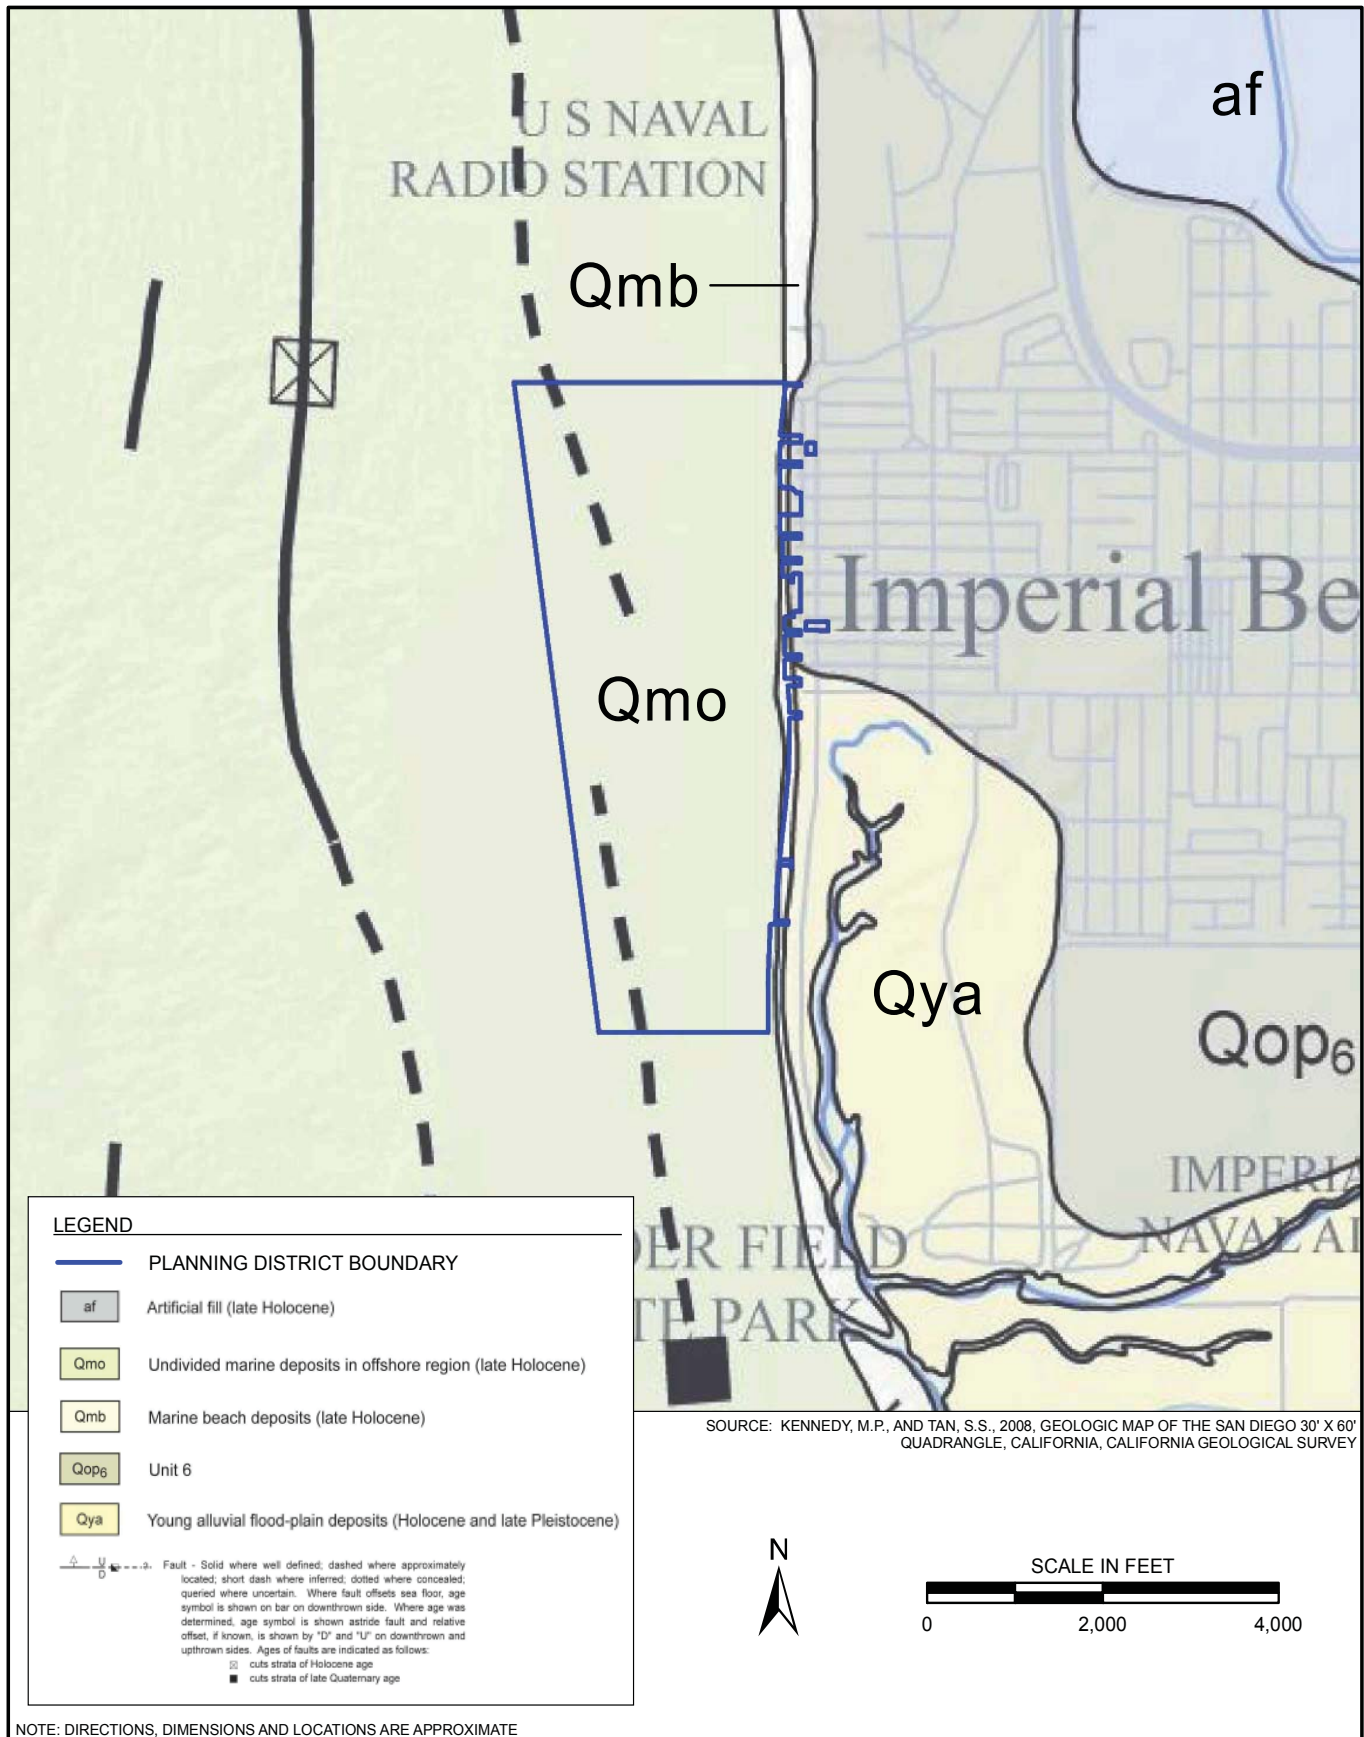 af
U S NAVAL
RADIO STATION
Qmb
Imperial Be
Qmo
Qya
Qop6
IMPERIA
NAVAL AI
DER FIELD
TE PARK
LEGEND
PLANNING DISTRICT BOUNDARY
af Artificial fill (late Holocene)
Qmo Undivided marine deposits in offshore region (late Holocene)
Qmb Marine beach deposits (late Holocene)
Qop6 Unit 6
Qya Young alluvial flood-plain deposits (Holocene and late Pleistocene)
U
D
? Fault - Solid where well defined; dashed where approximately
located; short dash where inferred; dotted where concealed;
queried where uncertain. Where fault offsets sea floor, age
symbol is shown on bar on downthrown side. Where age was
determined, age symbol is shown astride fault and relative
offset, if known, is shown by "D" and "U" on downthrown and
upthrown sides. Ages of faults are indicated as follows:
cuts strata of Holocene age
cuts strata of late Quaternary age
SOURCE: KENNEDY, M.P., AND TAN, S.S., 2008, GEOLOGIC MAP OF THE SAN DIEGO 30' X 60'
QUADRANGLE, CALIFORNIA, CALIFORNIA GEOLOGICAL SURVEY
N
SCALE IN FEET
0 2,000 4,000
NOTE: DIRECTIONS, DIMENSIONS AND LOCATIONS ARE APPROXIMATE